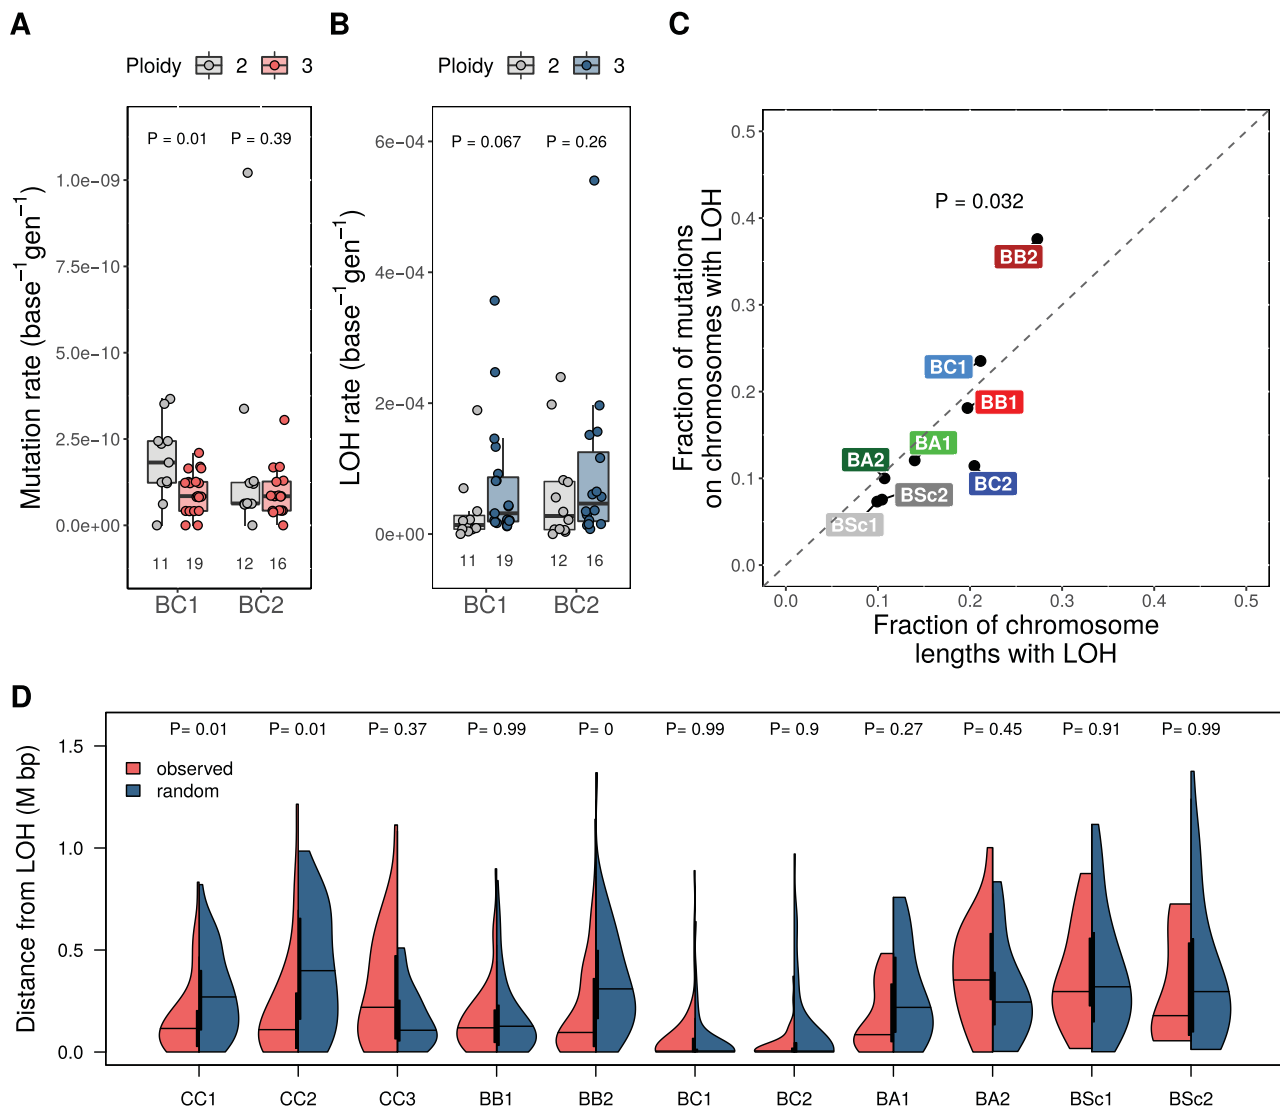 A
Ploidy 2 3
P = 0.01 P = 0.39
Mutation rate (base⁻¹gen⁻¹)
1.0e−09
7.5e−10
5.0e−10
2.5e−10
0.0e+00
11 19 12 16
BC1 BC2
B
Ploidy 2 3
P = 0.067 P = 0.26
LOH rate (base⁻¹gen⁻¹)
6e−04
4e−04
2e−04
0e+00
11 19 12 16
BC1 BC2
C
Fraction of mutations
on chromosomes with LOH
0.5
0.4
0.3
0.2
0.1
0.0
P = 0.032
BB2
BC1
BB1
BA1
BA2
BC2
BSc2
BSc1
0.0 0.1 0.2 0.3 0.4 0.5
Fraction of chromosome
lengths with LOH
D
Distance from LOH (M bp)
1.5
1.0
0.5
0.0
P= 0.01 P= 0.01 P= 0.37 P= 0.99 P= 0 P= 0.99 P= 0.9 P= 0.27 P= 0.45 P= 0.91 P= 0.99
observed
random
CC1 CC2 CC3 BB1 BB2 BC1 BC2 BA1 BA2 BSc1 BSc2